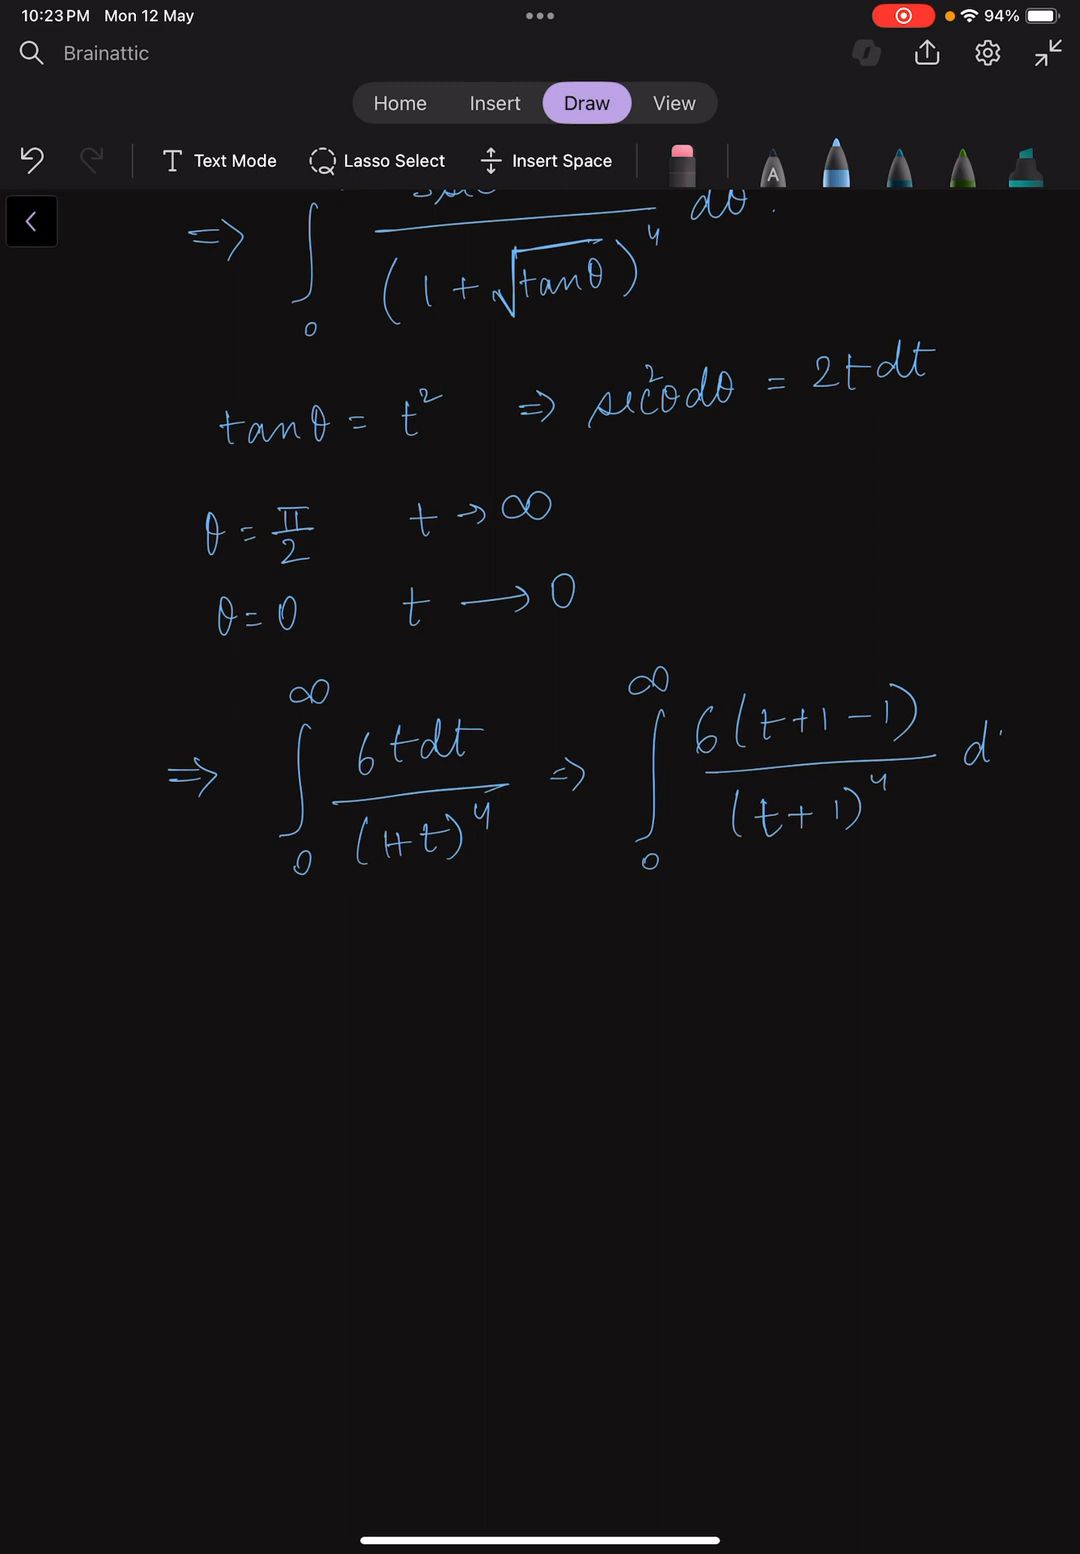 10:23 PM Mon 12 May 94%
Brainattic
Home Insert Draw View
Text Mode Lasso Select Insert Space A
=> ∫ dθ.
0 (1 + √tanθ)^4
tanθ = t² => sec²θdθ = 2tdt
θ = π/2 t → ∞
θ = 0 t → 0
=> ∫₀^∞ 6tdt/(1+t)^4 => ∫₀^∞ 6(t+1-1)/(t+1)^4 d